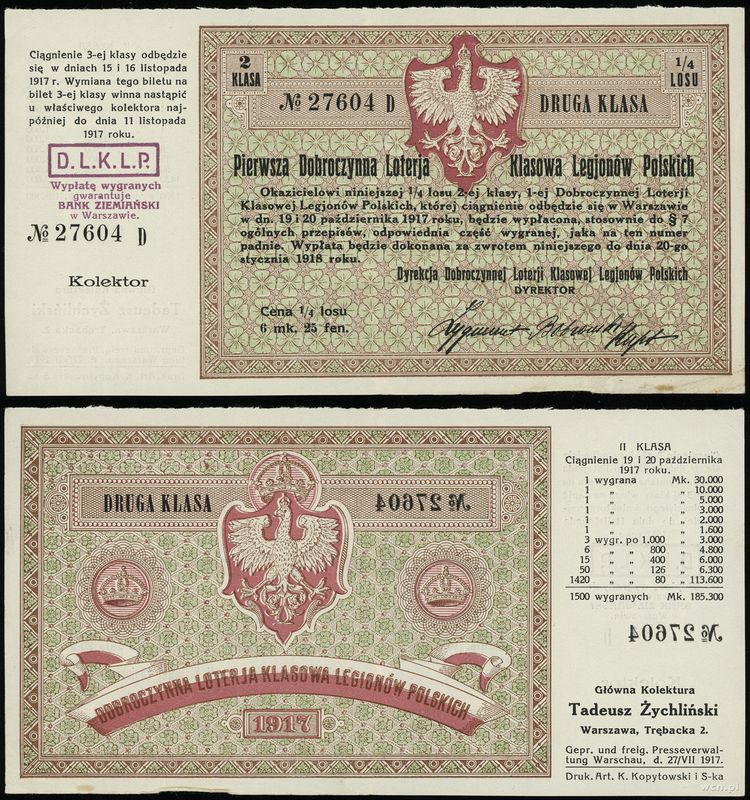 Ciągnienie 3-ej klasy odbędzie
się w dniach 15 i 16 listopada
1917 r. Wymiana tego biletu na
bilet 3-ej klasy winna nastąpić
u właściwego kolektora naj-
później do dnia 11 listopada
1917 roku.
D.L.K.L.P.
Wypłatę wygranych
gwarantuje
BANK ZIEMIAŃSKI
w Warszawie.
№ 27604 D
Kolektor
2
KLASA
1/4
LOSU
№ 27604 D
DRUGA KLASA
Pierwsza Dobroczynna Loterja Klasowa Legjonów Polskich
Okazicielowi niniejszej 1/4 losu 2-ej klasy, 1-ej Dobroczynnej Loterji
Klasowej Legjonów Polskich, której ciągnienie odbędzie się w Warszawie
w dn. 19 i 20 października 1917 roku, będzie wypłacona, stosownie do § 7
ogólnych przepisów, odpowiednia część wygranej, jaka na ten numer
padnie. Wypłata będzie dokonana za zwrotem niniejszego do dnia 20-go
stycznia 1918 roku.
Dyrekcja Dobroczynnej Loterji Klasowej Legjonów Polskich
DYREKTOR
Cena 1/4 losu
6 mk. 25 fen.
Zygmunt
DRUGA KLASA
№ 27604
DOBROCZYNNA LOTERJA KLASOWA LEGJONÓW POLSKICH
1917
II KLASA
Ciągnienie 19 i 20 października
1917 roku.
1 wygrana Mk. 30.000
1 „ „ 10.000
1 „ „ 5.000
1 „ „ 3.000
1 „ „ 2.000
1 „ „ 1.600
3 wygr. po 1.000 „ 3.000
6 „ „ 800 „ 4.800
15 „ „ 400 „ 6.000
50 „ „ 126 „ 6.300
1420 „ „ 80 „ 113.600
1500 wygranych Mk. 185.300
№ 27604
Główna Kolektura
Tadeusz Żychliński
Warszawa, Trębacka 2.
Gepr. und freig. Presseverwal-
tung Warschau, d. 27/VII 1917.
Druk. Art. K. Kopytowski i S-ka
wcn.pl